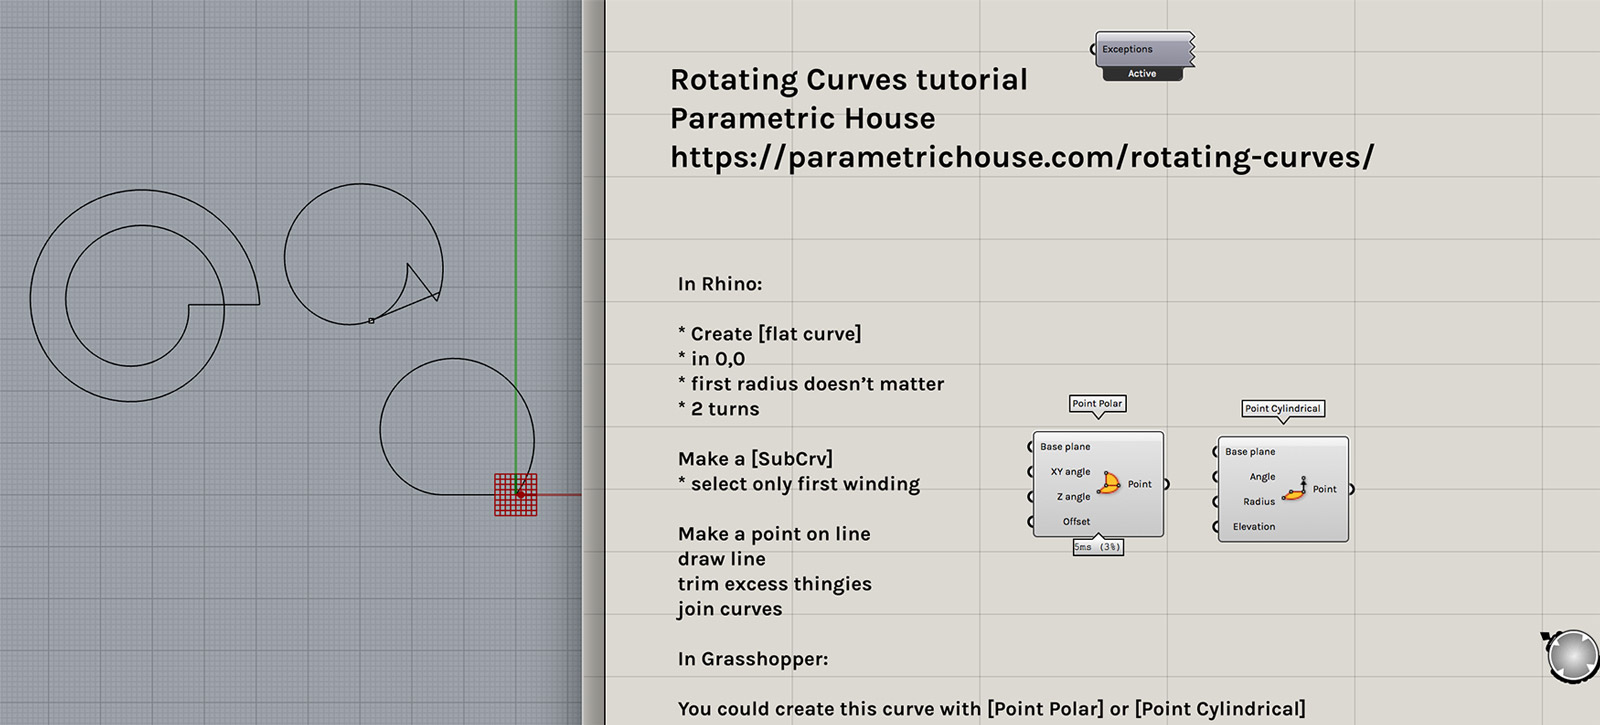 Exceptions
Active
Rotating Curves tutorial
Parametric House
https://parametrichouse.com/rotating-curves/
In Rhino:
* Create [flat curve]
* in 0,0
* first radius doesn't matter
* 2 turns
Make a [SubCrv]
* select only first winding
Make a point on line
draw line
trim excess thingies
join curves
In Grasshopper:
You could create this curve with [Point Polar] or [Point Cylindrical]
Point Polar
Base plane
XY angle
Z angle
Offset
Point
5ms (3%)
Point Cylindrical
Base plane
Angle
Radius
Elevation
Point